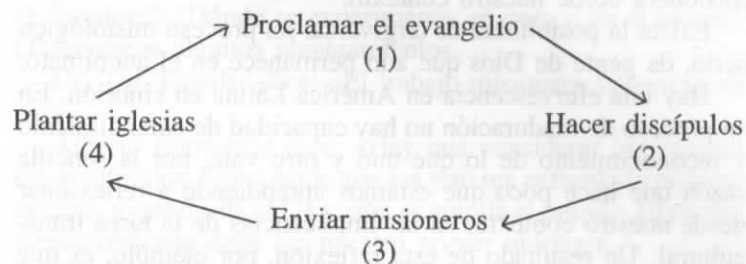 Proclamar el evangelio
(1)
Plantar iglesias
(4)
Hacer discípulos
(2)
Enviar misioneros
(3)